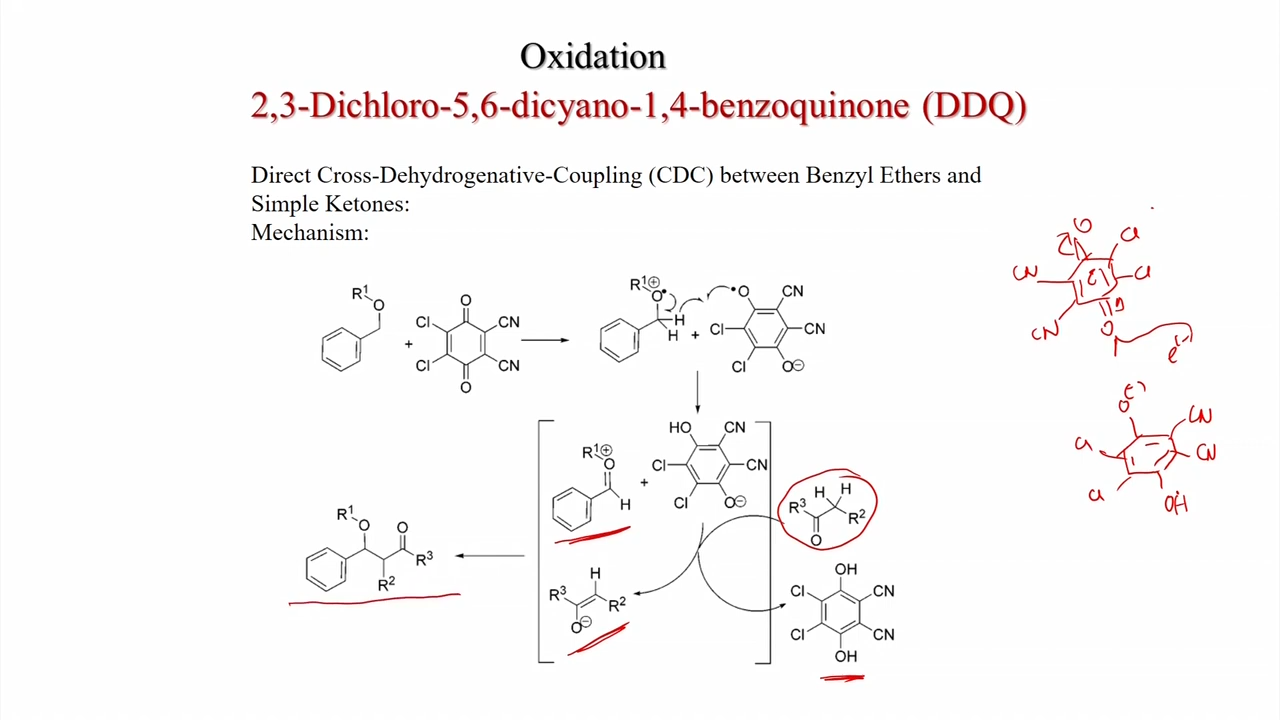 Oxidation
2,3-Dichloro-5,6-dicyano-1,4-benzoquinone (DDQ)
Direct Cross-Dehydrogenative-Coupling (CDC) between Benzyl Ethers and
Simple Ketones:
Mechanism:
R¹
O
+
O
Cl
CN
Cl
CN
O
R¹⊕
O•
H
H
+
•O
CN
Cl
CN
Cl
O⊖
O
Cl
CN
Cl
CN
O
e⁻
O(-)
CN
Cl
CN
Cl
OH
R¹⊕
O
H
+
HO
CN
Cl
CN
Cl
O⊖
H
H
R³
R²
O
R¹
O
O
R³
R²
H
R³
R²
O⊖
OH
Cl
CN
Cl
CN
OH